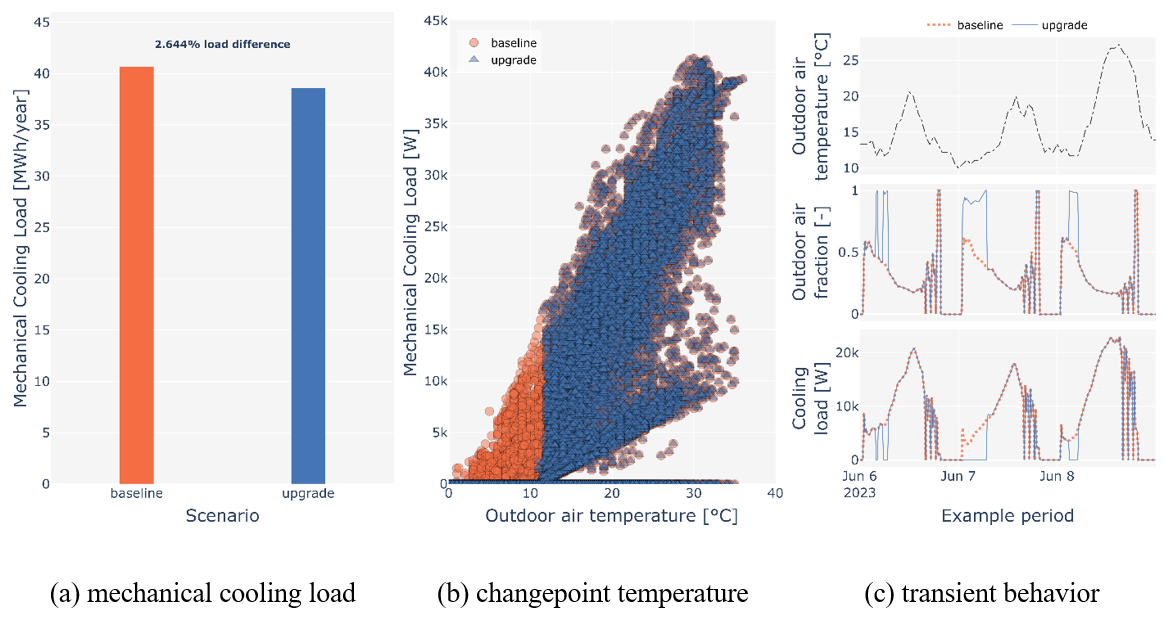 2.644% load difference
Mechanical Cooling Load [MWh/year]
45
40
35
30
25
20
15
10
5
0
baseline
upgrade
Scenario
Mechanical Cooling Load [W]
45k
40k
35k
30k
25k
20k
15k
10k
5k
0
baseline
upgrade
0
10
20
30
40
Outdoor air temperature [°C]
baseline
upgrade
Outdoor air
temperature [°C]
25
20
15
10
Outdoor air
fraction [-]
1
0.5
0
Cooling
load [W]
20k
10k
0
Jun 6
2023
Jun 7
Jun 8
Example period
(a) mechanical cooling load
(b) changepoint temperature
(c) transient behavior